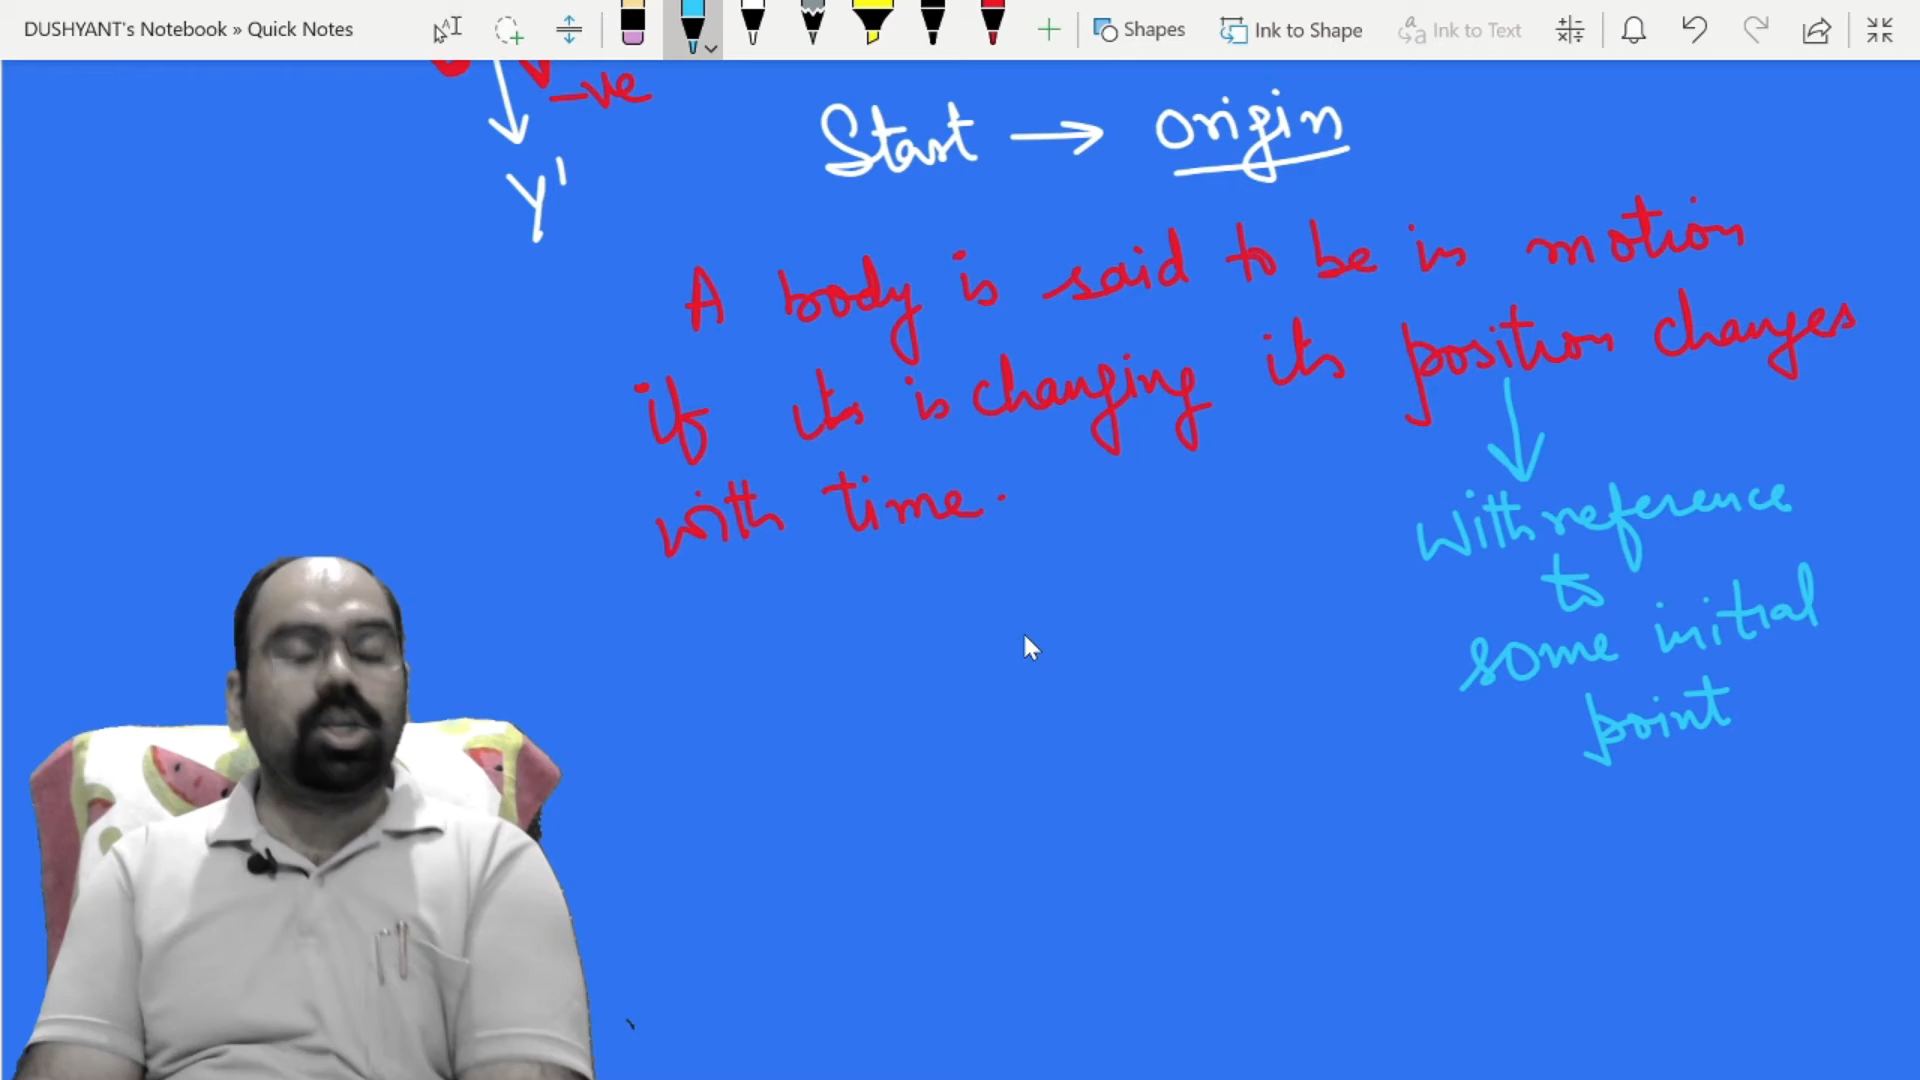 DUSHYANT's Notebook » Quick Notes
Shapes
Ink to Shape
Ink to Text
-ve
Start → Origin
Y'
A body is said to be in motion
if its is changing its position changes
with time.
With reference
to
some initial
point